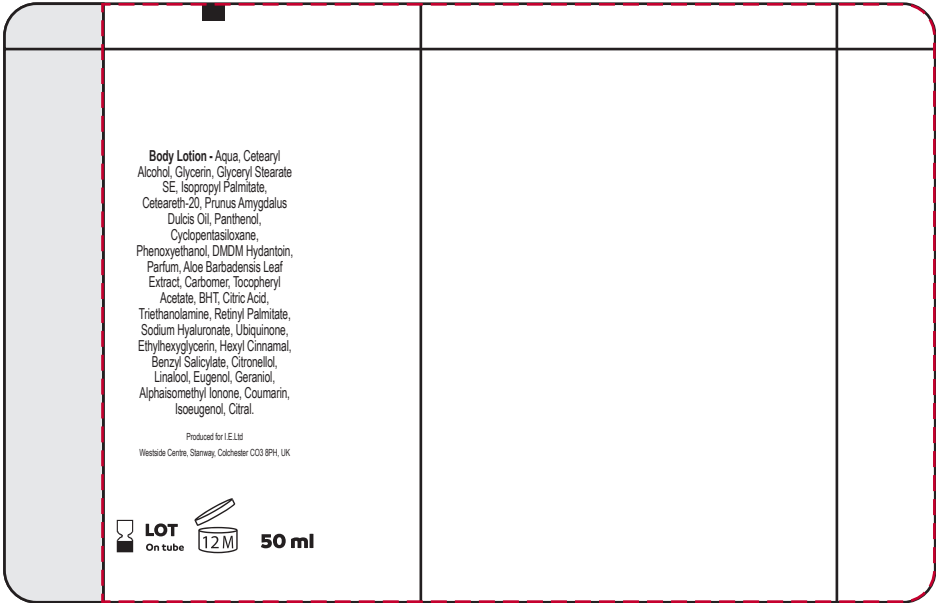 Body Lotion - Aqua, Cetearyl
Alcohol, Glycerin, Glyceryl Stearate
SE, Isopropyl Palmitate,
Ceteareth-20, Prunus Amygdalus
Dulcis Oil, Panthenol,
Cyclopentasiloxane,
Phenoxyethanol, DMDM Hydantoin,
Parfum, Aloe Barbadensis Leaf
Extract, Carbomer, Tocopheryl
Acetate, BHT, Citric Acid,
Triethanolamine, Retinyl Palmitate,
Sodium Hyaluronate, Ubiquinone,
Ethylhexyglycerin, Hexyl Cinnamal,
Benzyl Salicylate, Citronellol,
Linalool, Eugenol, Geraniol,
Alphaisomethyl Ionone, Coumarin,
Isoeugenol, Citral.
Produced for I.E.Ltd
Westside Centre, Stanway, Colchester CO3 8PH, UK
LOT
On tube
12 M
50 ml